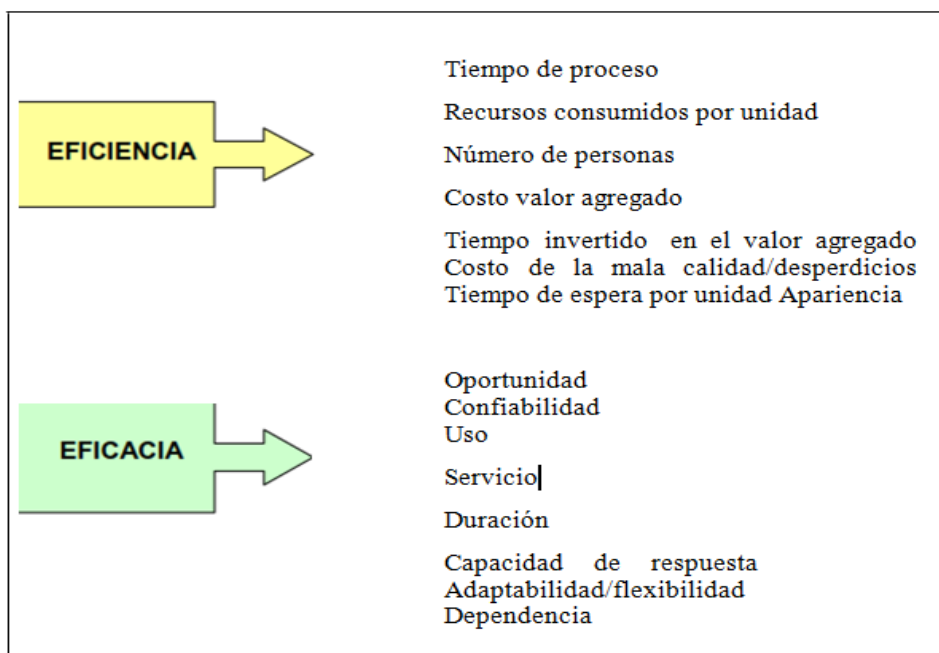 EFICIENCIA
Tiempo de proceso
Recursos consumidos por unidad
Número de personas
Costo valor agregado
Tiempo invertido en el valor agregado
Costo de la mala calidad/desperdicios
Tiempo de espera por unidad Apariencia
EFICACIA
Oportunidad
Confiabilidad
Uso
Servicio
Duración
Capacidad de respuesta
Adaptabilidad/flexibilidad
Dependencia